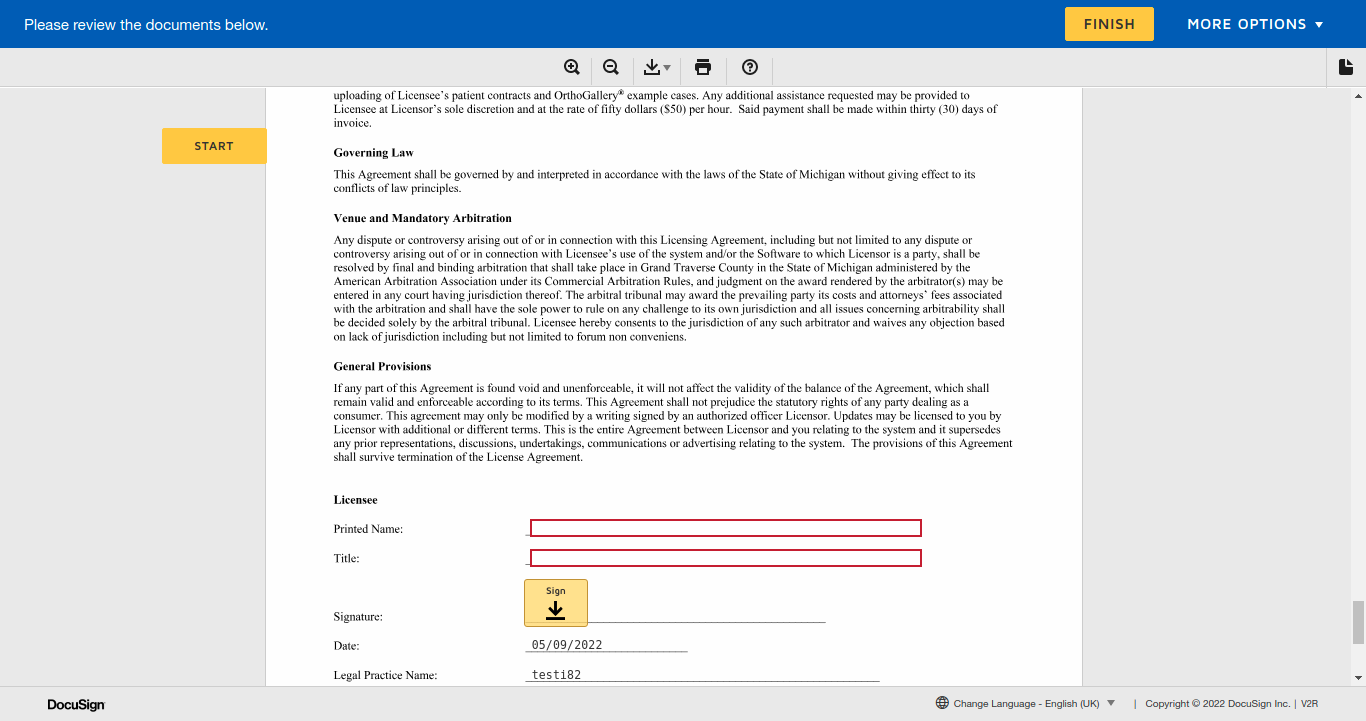 Please review the documents below.
FINISH
MORE OPTIONS
uploading of Licensee's patient contracts and OrthoGallery® example cases. Any additional assistance requested may be provided to
Licensee at Licensor's sole discretion and at the rate of fifty dollars ($50) per hour. Said payment shall be made within thirty (30) days of
invoice.
START
Governing Law
This Agreement shall be governed by and interpreted in accordance with the laws of the State of Michigan without giving effect to its
conflicts of law principles.
Venue and Mandatory Arbitration
Any dispute or controversy arising out of or in connection with this Licensing Agreement, including but not limited to any dispute or
controversy arising out of or in connection with Licensee's use of the system and/or the Software to which Licensor is a party, shall be
resolved by final and binding arbitration that shall take place in Grand Traverse County in the State of Michigan administered by the
American Arbitration Association under its Commercial Arbitration Rules, and judgment on the award rendered by the arbitrator(s) may be
entered in any court having jurisdiction thereof. The arbitral tribunal may award the prevailing party its costs and attorneys' fees associated
with the arbitration and shall have the sole power to rule on any challenge to its own jurisdiction and all issues concerning arbitrability shall
be decided solely by the arbitral tribunal. Licensee hereby consents to the jurisdiction of any such arbitrator and waives any objection based
on lack of jurisdiction including but not limited to forum non conveniens.
General Provisions
If any part of this Agreement is found void and unenforceable, it will not affect the validity of the balance of the Agreement, which shall
remain valid and enforceable according to its terms. This Agreement shall not prejudice the statutory rights of any party dealing as a
consumer. This agreement may only be modified by a writing signed by an authorized officer Licensor. Updates may be licensed to you by
Licensor with additional or different terms. This is the entire Agreement between Licensor and you relating to the system and it supersedes
any prior representations, discussions, undertakings, communications or advertising relating to the system. The provisions of this Agreement
shall survive termination of the License Agreement.
Licensee
Printed Name:
Title:
Sign
Signature:
Date: 05/09/2022
Legal Practice Name: testi82
DocuSign
Change Language - English (UK) | Copyright © 2022 DocuSign Inc. | V2R